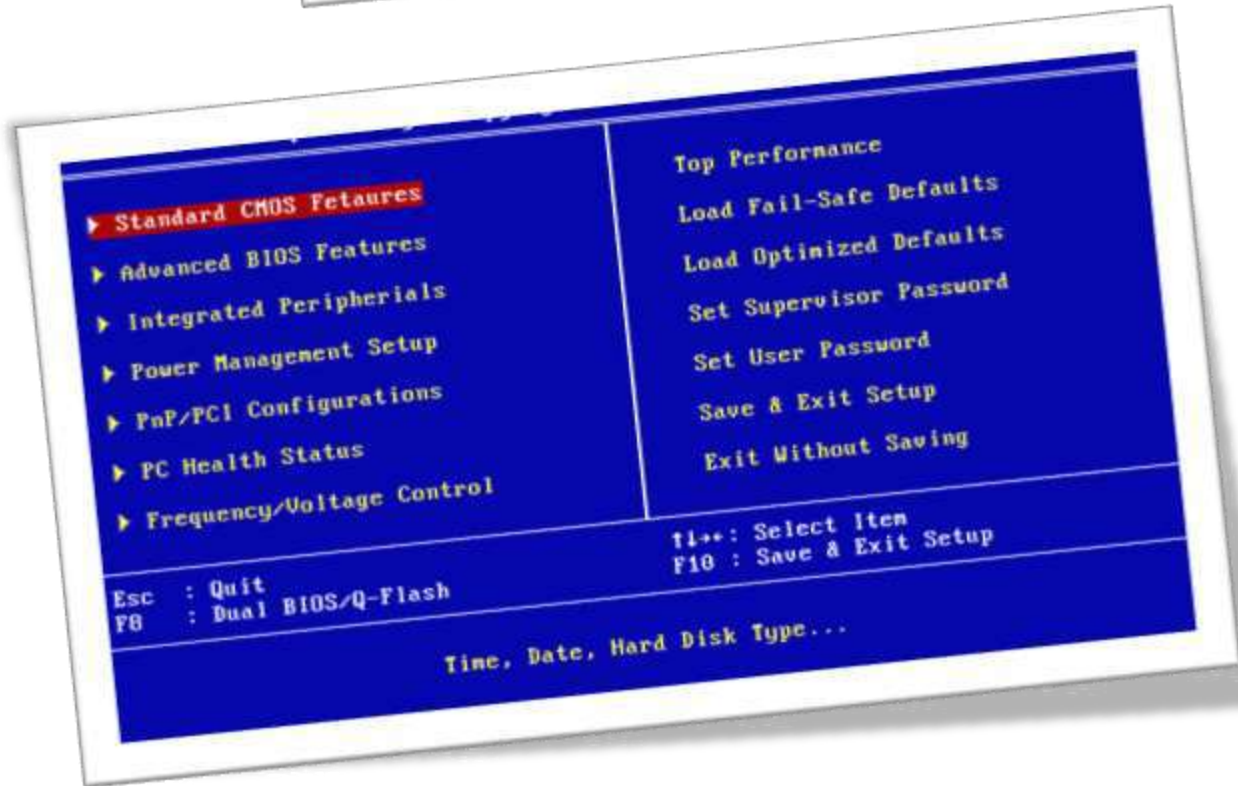 Standard CMOS Fetaures
Advanced BIOS Features
Integrated Peripherials
Power Management Setup
PnP/PCI Configurations
PC Health Status
Frequency/Voltage Control
Top Performance
Load Fail-Safe Defaults
Load Optimized Defaults
Set Supervisor Password
Set User Password
Save & Exit Setup
Exit Without Saving
Esc : Quit
F8 : Dual BIOS/Q-Flash
↑↓→←: Select Item
F10 : Save & Exit Setup
Time, Date, Hard Disk Type...